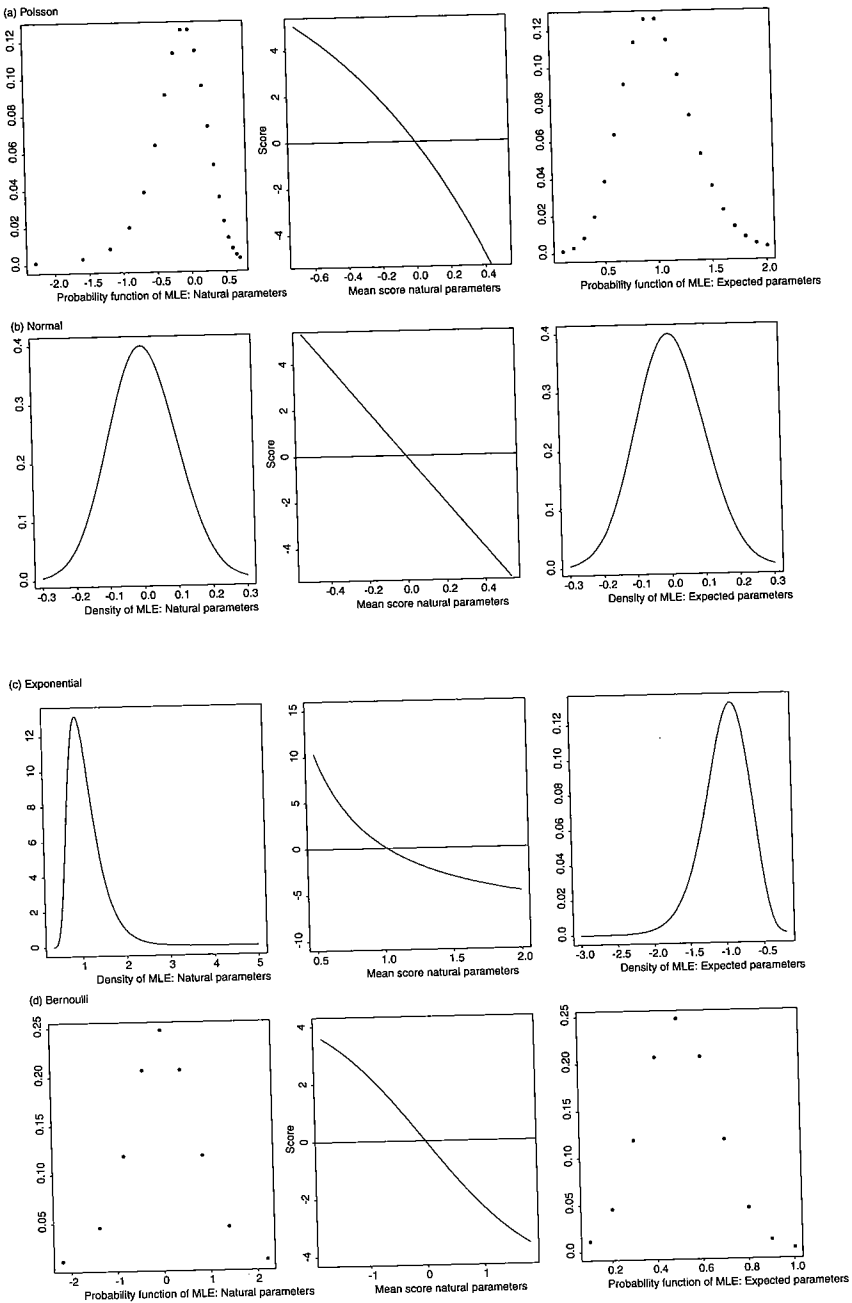 (a) Poisson
0.0 0.02 0.04 0.06 0.08 0.10 0.12
-2.0 -1.5 -1.0 -0.5 0.0 0.5
Probability function of MLE: Natural parameters
Score
-4 -2 0 2 4
-0.6 -0.4 -0.2 0.0 0.2 0.4
Mean score natural parameters
0.0 0.02 0.04 0.06 0.08 0.10 0.12
0.5 1.0 1.5 2.0
Probability function of MLE: Expected parameters
(b) Normal
0.0 0.1 0.2 0.3 0.4
-0.3 -0.2 -0.1 0.0 0.1 0.2 0.3
Density of MLE: Natural parameters
Score
-4 -2 0 2 4
-0.4 -0.2 0.0 0.2 0.4
Mean score natural parameters
0.0 0.1 0.2 0.3 0.4
-0.3 -0.2 -0.1 0.0 0.1 0.2 0.3
Density of MLE: Expected parameters
(c) Exponential
0 2 4 6 8 10 12
1 2 3 4 5
Density of MLE: Natural parameters
-10 -5 0 5 10 15
0.5 1.0 1.5 2.0
Mean score natural parameters
0.0 0.02 0.04 0.06 0.08 0.10 0.12
-3.0 -2.5 -2.0 -1.5 -1.0 -0.5
Density of MLE: Expected parameters
(d) Bernoulli
0.05 0.10 0.15 0.20 0.25
-2 -1 0 1 2
Probability function of MLE: Natural parameters
Score
-4 -2 0 2
-1 0 1
Mean score natural parameters
0.0 0.05 0.10 0.15 0.20 0.25
0.2 0.4 0.6 0.8 1.0
Probability function of MLE: Expected parameters